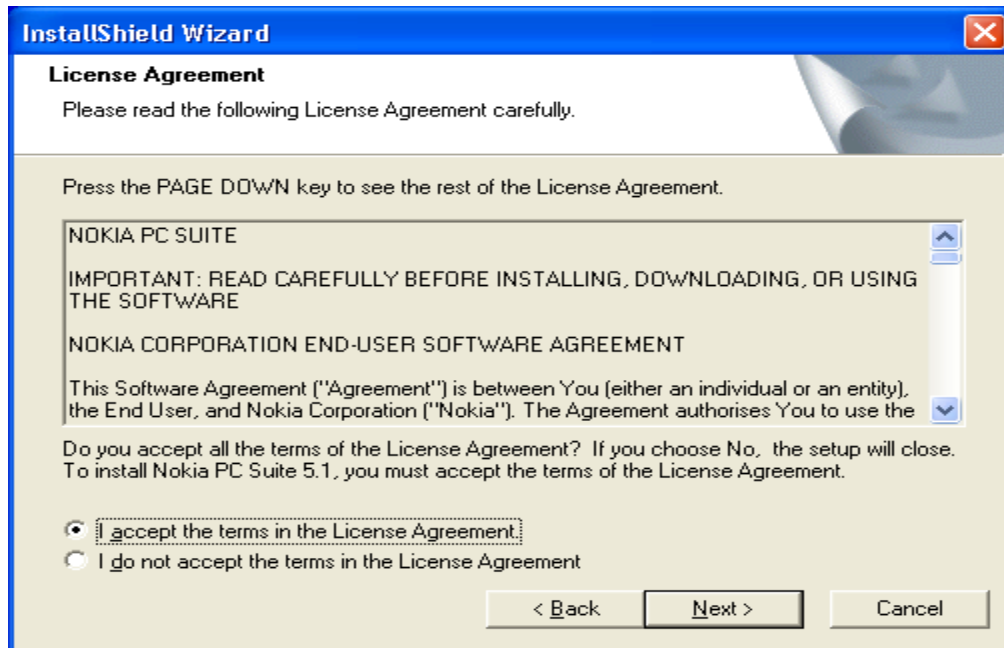 InstallShield Wizard
License Agreement
Please read the following License Agreement carefully.
Press the PAGE DOWN key to see the rest of the License Agreement.
NOKIA PC SUITE
IMPORTANT: READ CAREFULLY BEFORE INSTALLING, DOWNLOADING, OR USING
THE SOFTWARE
NOKIA CORPORATION END-USER SOFTWARE AGREEMENT
This Software Agreement ("Agreement") is between You (either an individual or an entity),
the End User, and Nokia Corporation ("Nokia"). The Agreement authorises You to use the
Do you accept all the terms of the License Agreement?  If you choose No,  the setup will close.
To install Nokia PC Suite 5.1, you must accept the terms of the License Agreement.
I accept the terms in the License Agreement.
I do not accept the terms in the License Agreement
< Back Next > Cancel